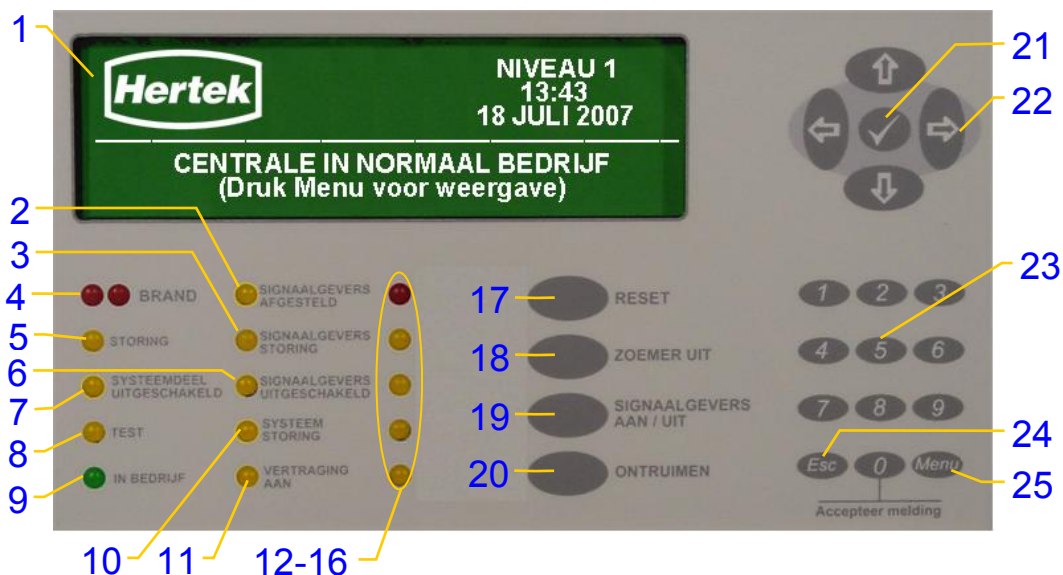 1
Hertek
NIVEAU 1
13:43
18 JULI 2007
CENTRALE IN NORMAAL BEDRIJF
(Druk Menu voor weergave)
21
22
2
3
4
5
6
7
8
9
10
11
12-16
BRAND
STORING
SYSTEEMDEEL
UITGESCHAKELD
TEST
IN BEDRIJF
SIGNAALGEVERS
AFGESTELD
SIGNAALGEVERS
STORING
SIGNAALGEVERS
UITGESCHAKELD
SYSTEEM
STORING
VERTRAGING
AAN
17
RESET
18
ZOEMER UIT
19
SIGNAALGEVERS
AAN / UIT
20
ONTRUIMEN
23
1 2 3
4 5 6
7 8 9
Esc 0 Menu
Accepteer melding
24
25